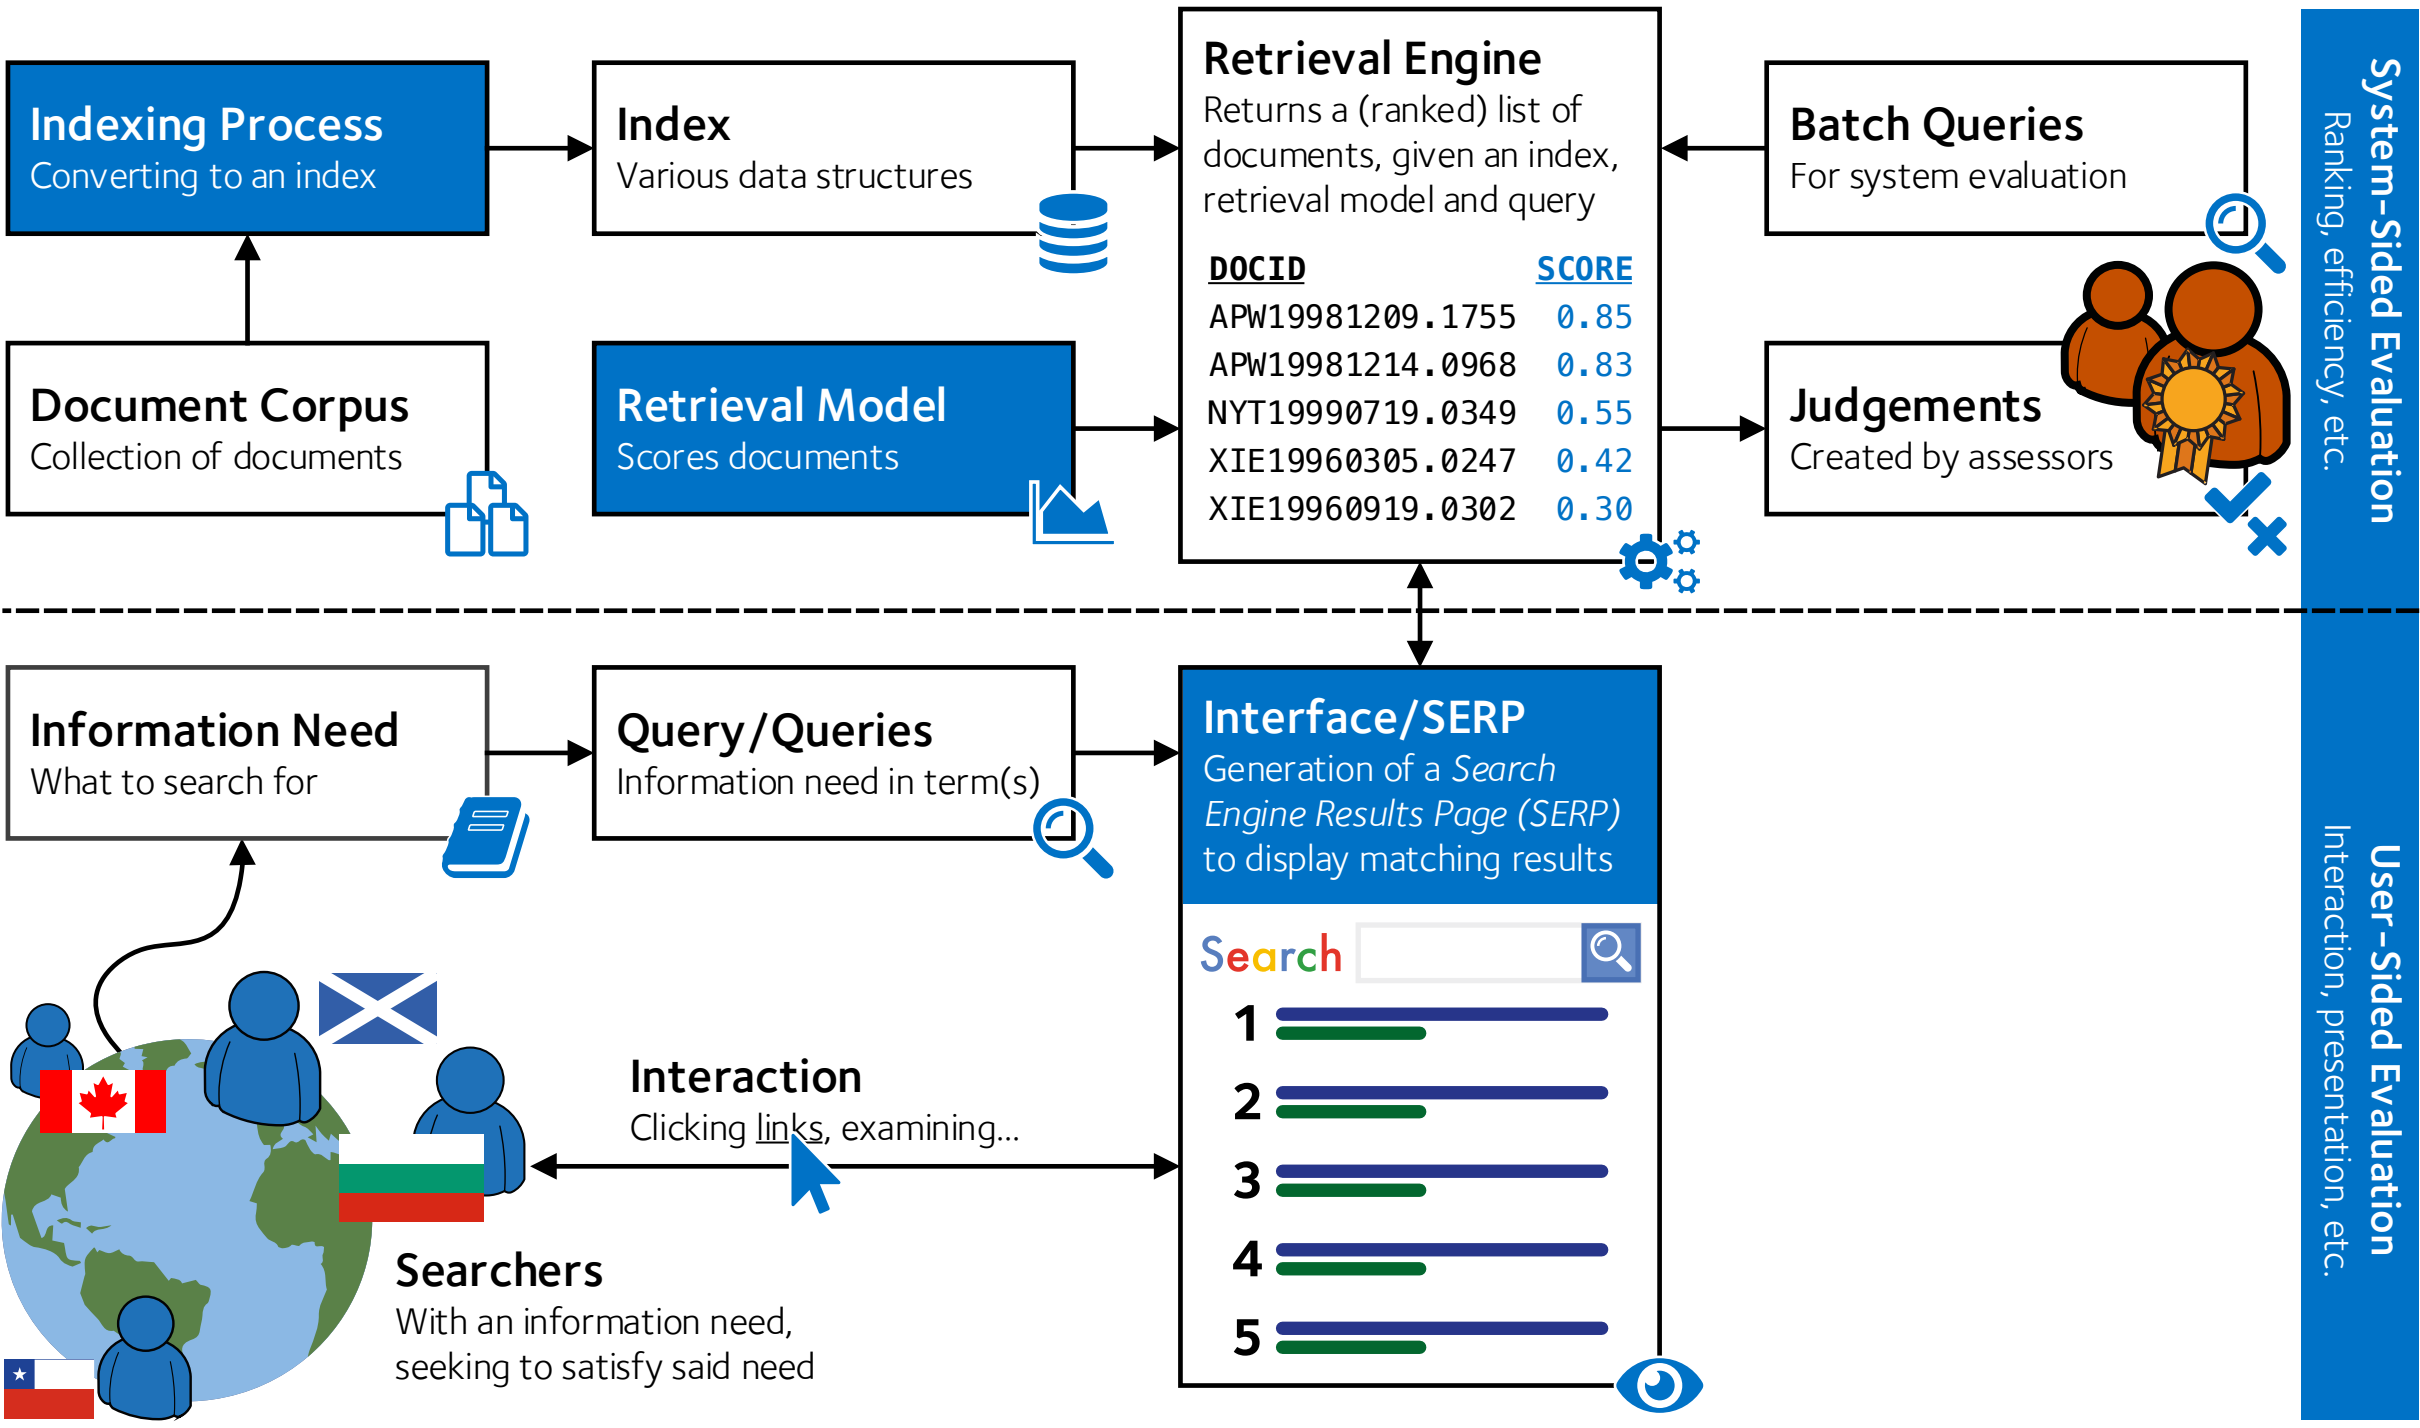 Indexing Process
Converting to an index
Index
Various data structures
Retrieval Engine
Returns a (ranked) list of
documents, given an index,
retrieval model and query
DOCID SCORE
APW19981209.1755 0.85
APW19981214.0968 0.83
NYT19990719.0349 0.55
XIE19960305.0247 0.42
XIE19960919.0302 0.30
Batch Queries
For system evaluation
Document Corpus
Collection of documents
Retrieval Model
Scores documents
Judgements
Created by assessors
System-Sided Evaluation
Ranking, efficiency, etc.
Information Need
What to search for
Query/Queries
Information need in term(s)
Interface/SERP
Generation of a Search
Engine Results Page (SERP)
to display matching results
Search
1
2
3
4
5
Interaction
Clicking links, examining...
Searchers
With an information need,
seeking to satisfy said need
User-Sided Evaluation
Interaction, presentation, etc.